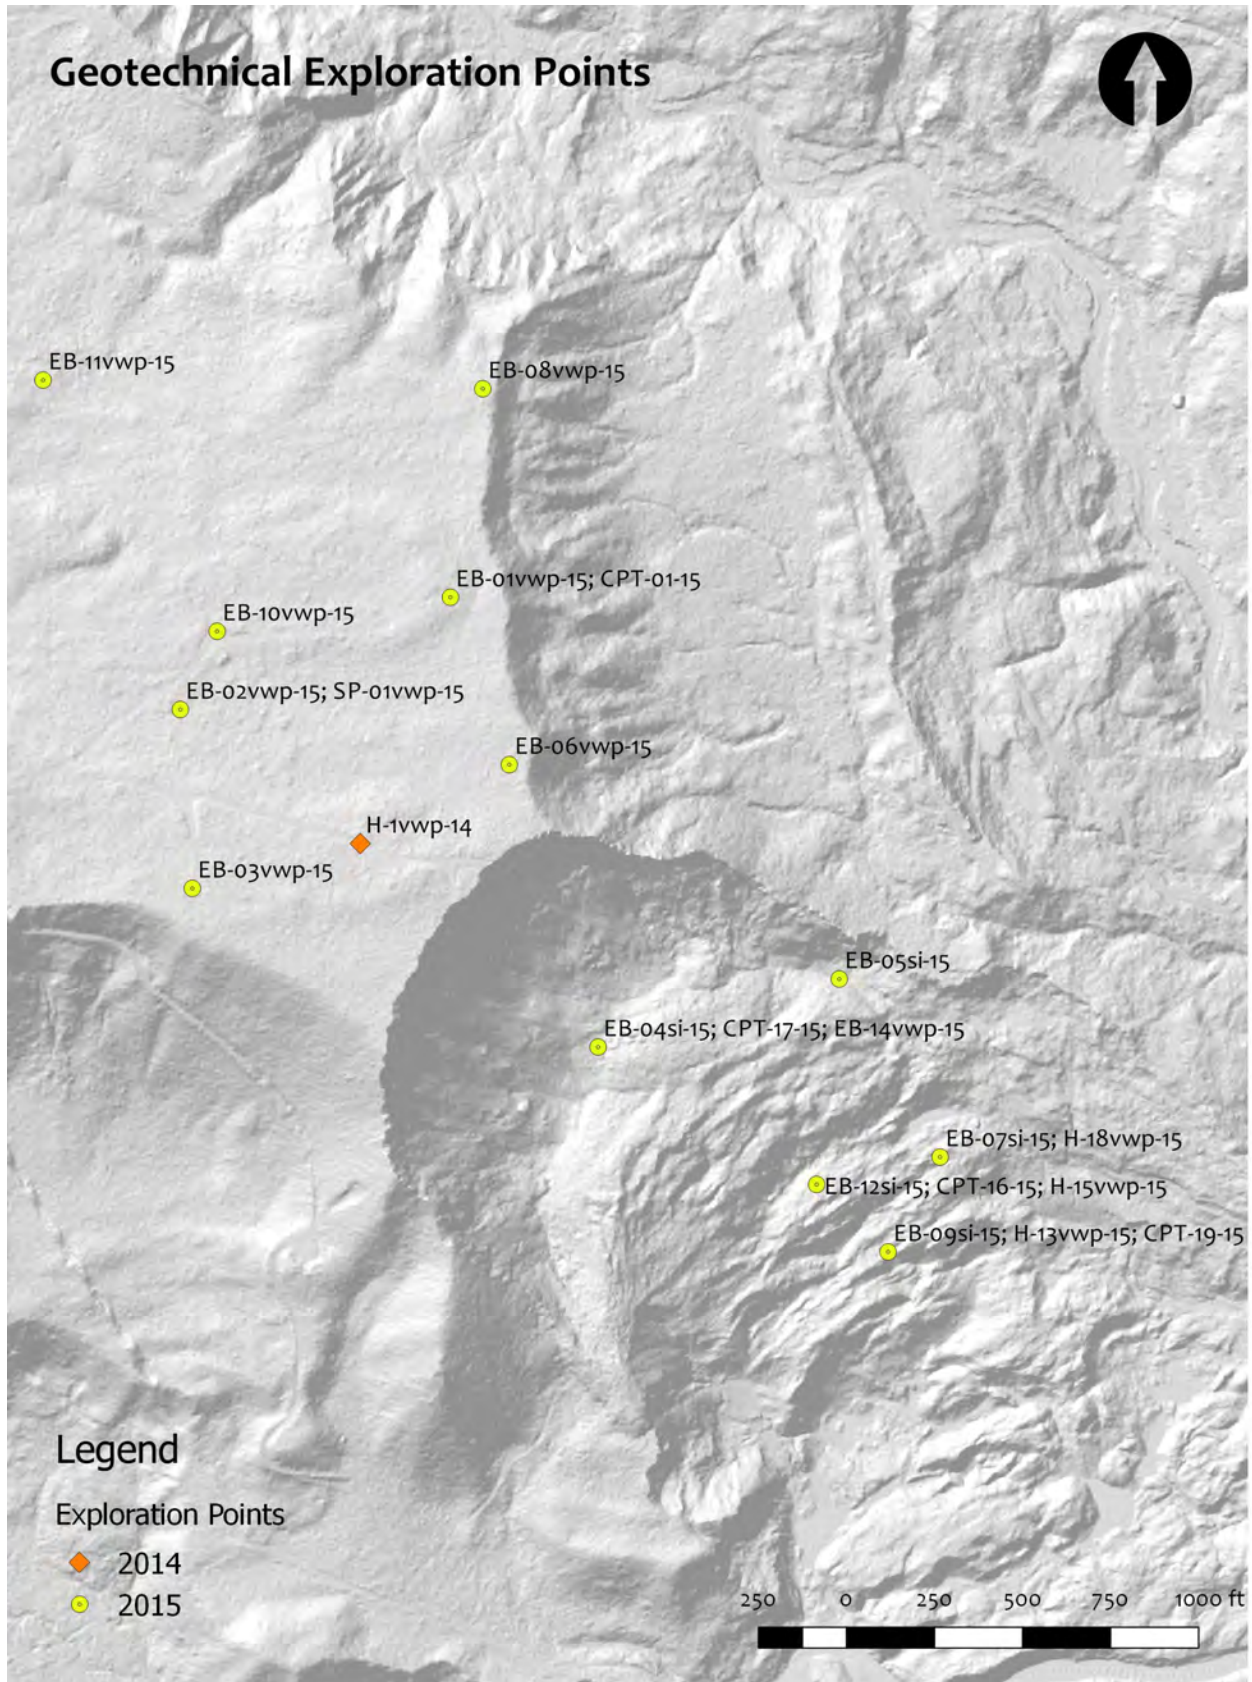 Geotechnical Exploration Points
EB-11vwp-15
EB-08vwp-15
EB-01vwp-15; CPT-01-15
EB-10vwp-15
EB-02vwp-15; SP-01vwp-15
EB-06vwp-15
H-1vwp-14
EB-03vwp-15
EB-05si-15
EB-04si-15; CPT-17-15; EB-14vwp-15
EB-07si-15; H-18vwp-15
EB-12si-15; CPT-16-15; H-15vwp-15
EB-09si-15; H-13vwp-15; CPT-19-15
Legend
Exploration Points
2014
2015
250 0 250 500 750 1000 ft